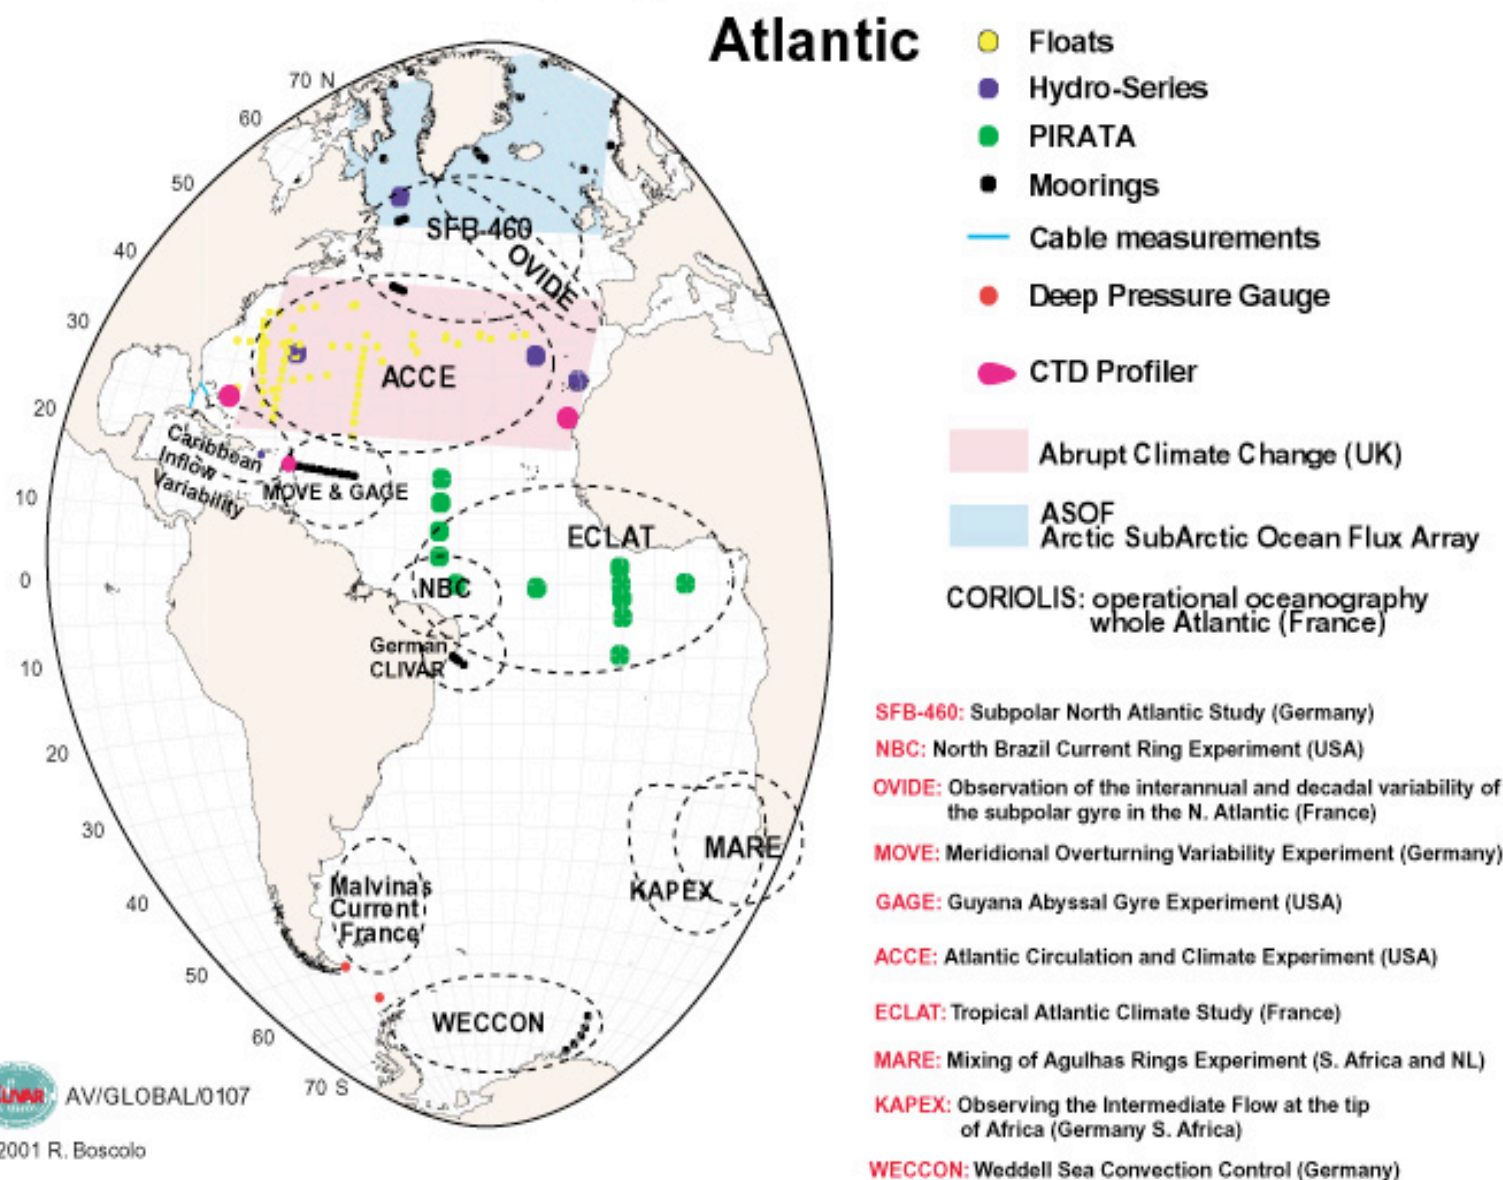 Atlantic
Floats
Hydro-Series
PIRATA
Moorings
Cable measurements
Deep Pressure Gauge
CTD Profiler
Abrupt Climate Change (UK)
ASOF
Arctic SubArctic Ocean Flux Array
CORIOLIS: operational oceanography
whole Atlantic (France)
SFB-460: Subpolar North Atlantic Study (Germany)
NBC: North Brazil Current Ring Experiment (USA)
OVIDE: Observation of the interannual and decadal variability of
the subpolar gyre in the N. Atlantic (France)
MOVE: Meridional Overturning Variability Experiment (Germany)
GAGE: Guyana Abyssal Gyre Experiment (USA)
ACCE: Atlantic Circulation and Climate Experiment (USA)
ECLAT: Tropical Atlantic Climate Study (France)
MARE: Mixing of Agulhas Rings Experiment (S. Africa and NL)
KAPEX: Observing the Intermediate Flow at the tip
of Africa (Germany S. Africa)
WECCON: Weddell Sea Convection Control (Germany)
70 N
60
50
40
30
20
10
0
10
20
30
40
50
60
70 S
SFB-460
OVIDE
ACCE
Caribbean
Inflow
Variability
MOVE & GAGE
ECLAT
NBC
German
CLIVAR
MARE
KAPEX
Malvinas
Current
France
WECCON
AV/GLOBAL/0107
2001 R. Boscolo